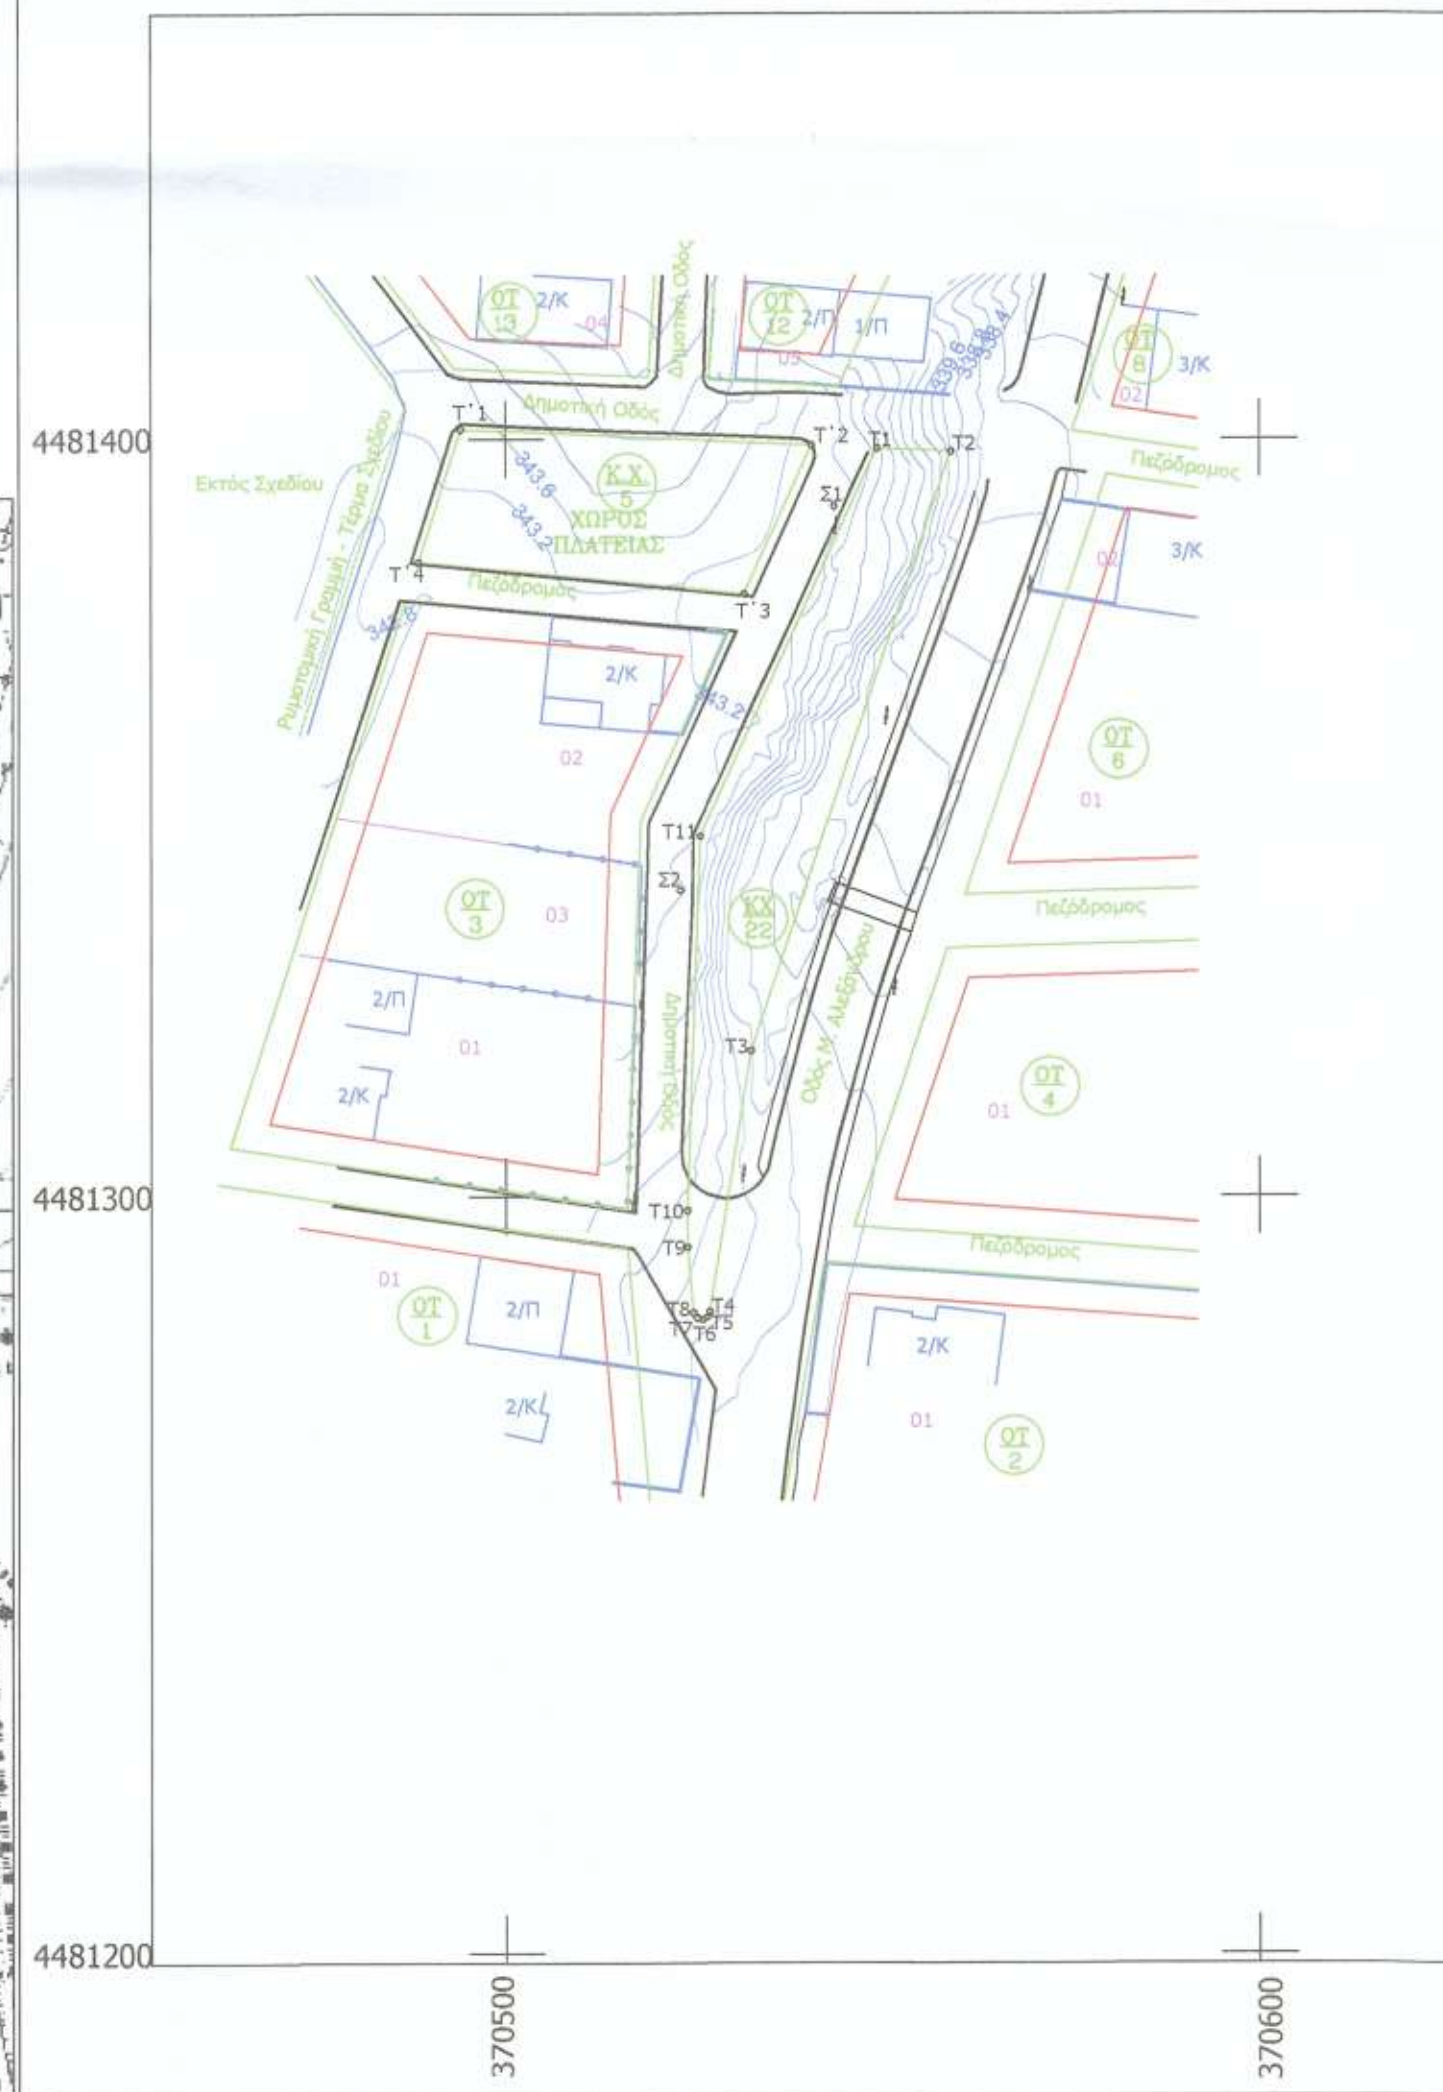 Δημοτική Οδός
ΟΤ
13
2/Κ
04
ΟΤ
12
2/Π
1/Π
05
339.6
338.8
338.4
ΟΤ
8
3/Κ
02
4481400
Τ'1
Δημοτική Οδός
Τ'2
Τ1
Τ2
Πεζόδρομος
Εκτός Σχεδίου
Ρυμοτομική Γραμμή - Τέρμα Σχεδίου
343.6
Κ.Χ.
5
ΧΩΡΟΣ
ΠΛΑΤΕΙΑΣ
343.2
Σ1
02
3/Κ
Τ'4
Πεζόδρομος
Τ'3
342.8
2/Κ
343.2
02
ΟΤ
6
01
Τ11
Σ2
ΟΤ
3
03
ΚΧ
22
Πεζόδρομος
2/Π
01
Δημοτική Οδός
Τ3
Οδός Μ. Αλεξάνδρου
2/Κ
ΟΤ
4
01
4481300
Τ10
Τ9
Πεζόδρομος
01
ΟΤ
1
2/Π
Τ8
Τ4
Τ7
Τ5
Τ6
2/Κ
2/Κ
01
ΟΤ
2
4481200
370500
370600